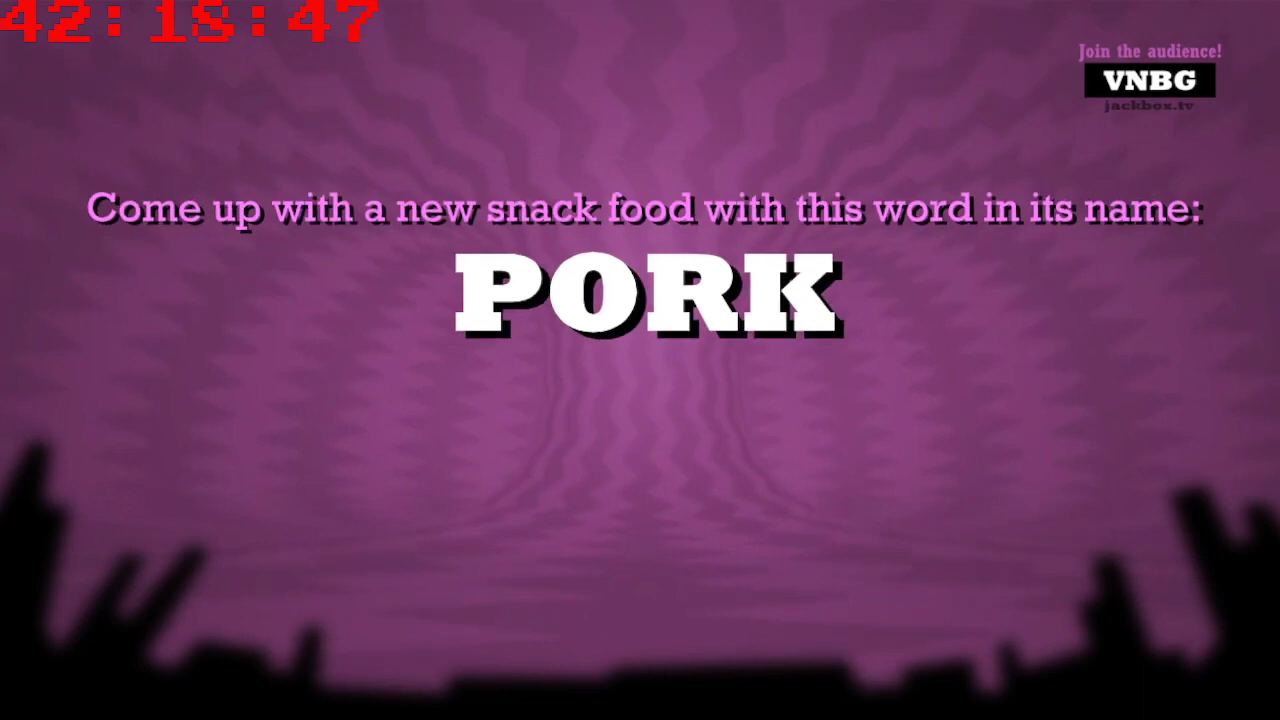 42:18:47
Join the audience!
VNBG
jackbox.tv
Come up with a new snack food with this word in its name:
PORK